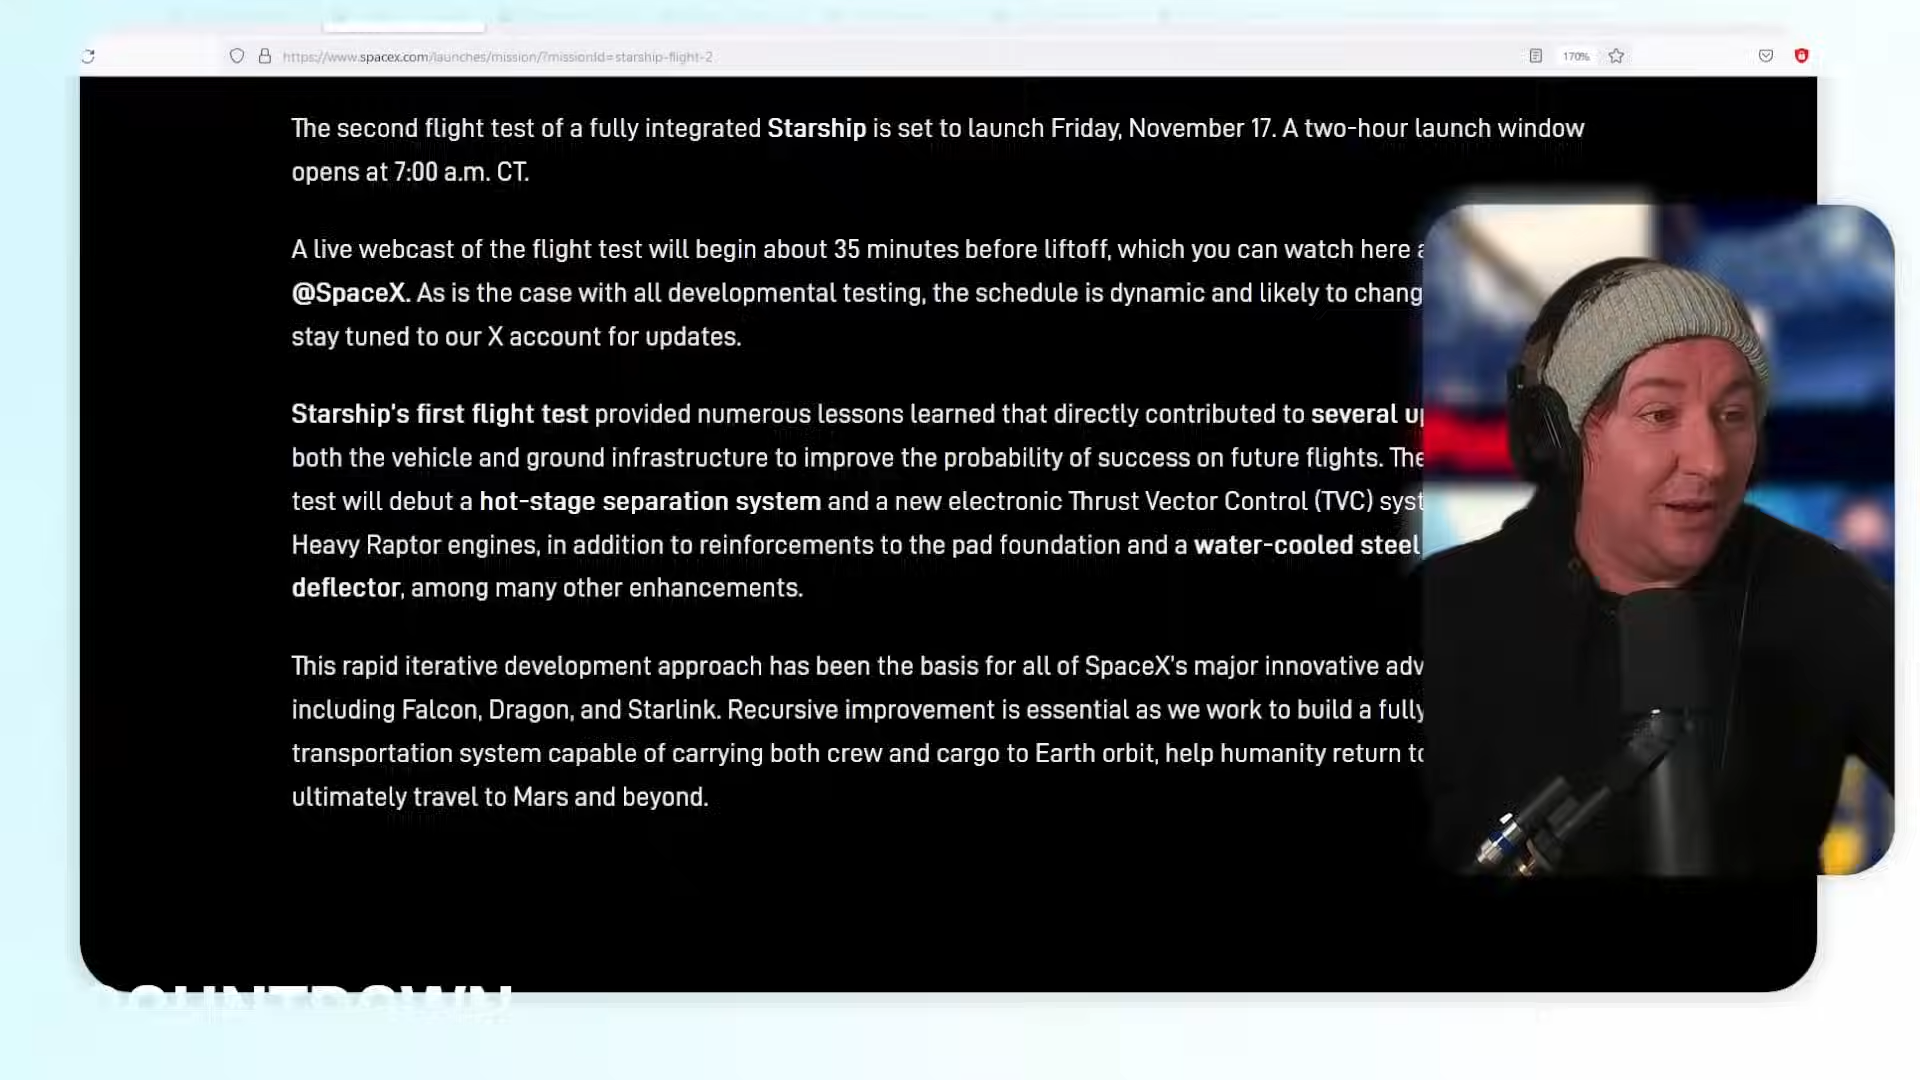 https://www.spacex.com/launches/mission/?missionId=starship-flight-2
170%
The second flight test of a fully integrated Starship is set to launch Friday, November 17. A two-hour launch window
opens at 7:00 a.m. CT.
A live webcast of the flight test will begin about 35 minutes before liftoff, which you can watch here
@SpaceX. As is the case with all developmental testing, the schedule is dynamic and likely to
stay tuned to our X account for updates.
Starship's first flight test provided numerous lessons learned that directly contributed to several
both the vehicle and ground infrastructure to improve the probability of success on future flights.
test will debut a hot-stage separation system and a new electronic Thrust Vector Control (TVC)
Heavy Raptor engines, in addition to reinforcements to the pad foundation and a water-cooled steel
deflector, among many other enhancements.
This rapid iterative development approach has been the basis for all of SpaceX's major innovative
including Falcon, Dragon, and Starlink. Recursive improvement is essential as we work to build a fully
transportation system capable of carrying both crew and cargo to Earth orbit, help humanity return
ultimately travel to Mars and beyond.
COUNTDOWN